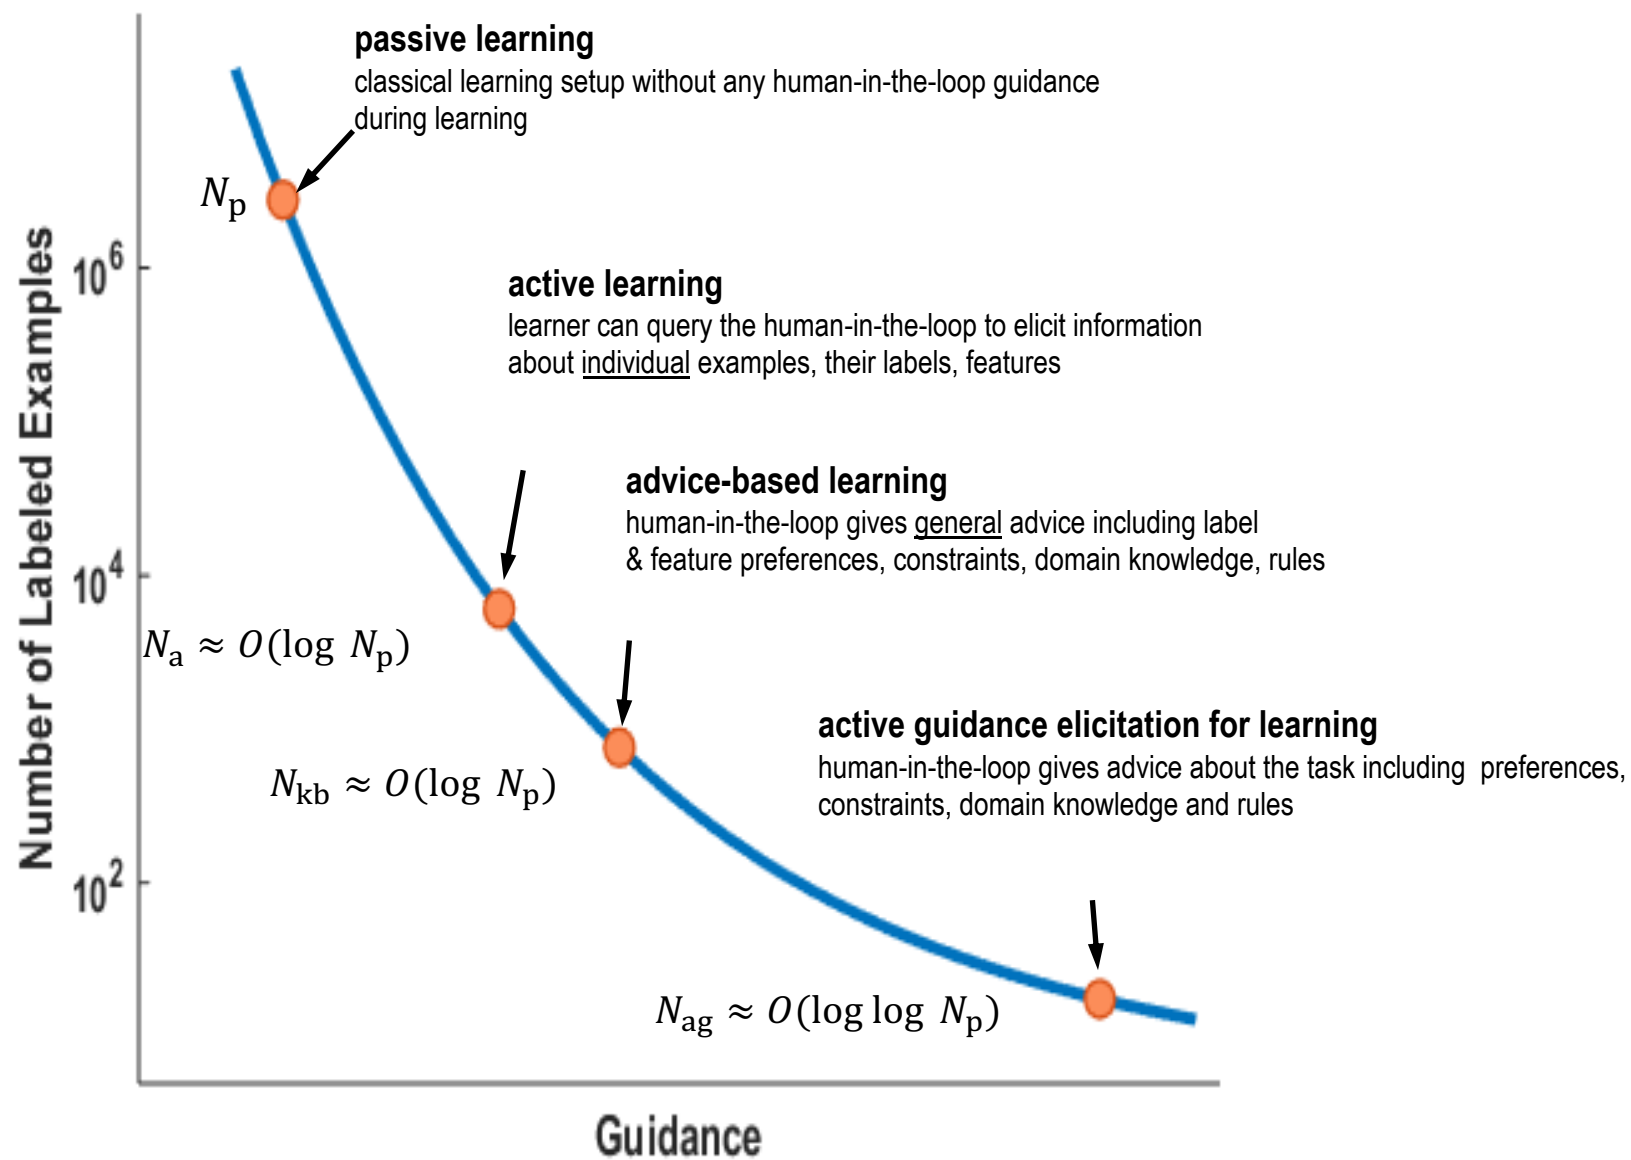 passive learning
classical learning setup without any human-in-the-loop guidance
during learning
N_p
10^6
active learning
learner can query the human-in-the-loop to elicit information
about individual examples, their labels, features
advice-based learning
human-in-the-loop gives general advice including label
& feature preferences, constraints, domain knowledge, rules
10^4
N_a ≈ O(log N_p)
active guidance elicitation for learning
human-in-the-loop gives advice about the task including preferences,
constraints, domain knowledge and rules
N_kb ≈ O(log N_p)
10^2
N_ag ≈ O(log log N_p)
Number of Labeled Examples
Guidance